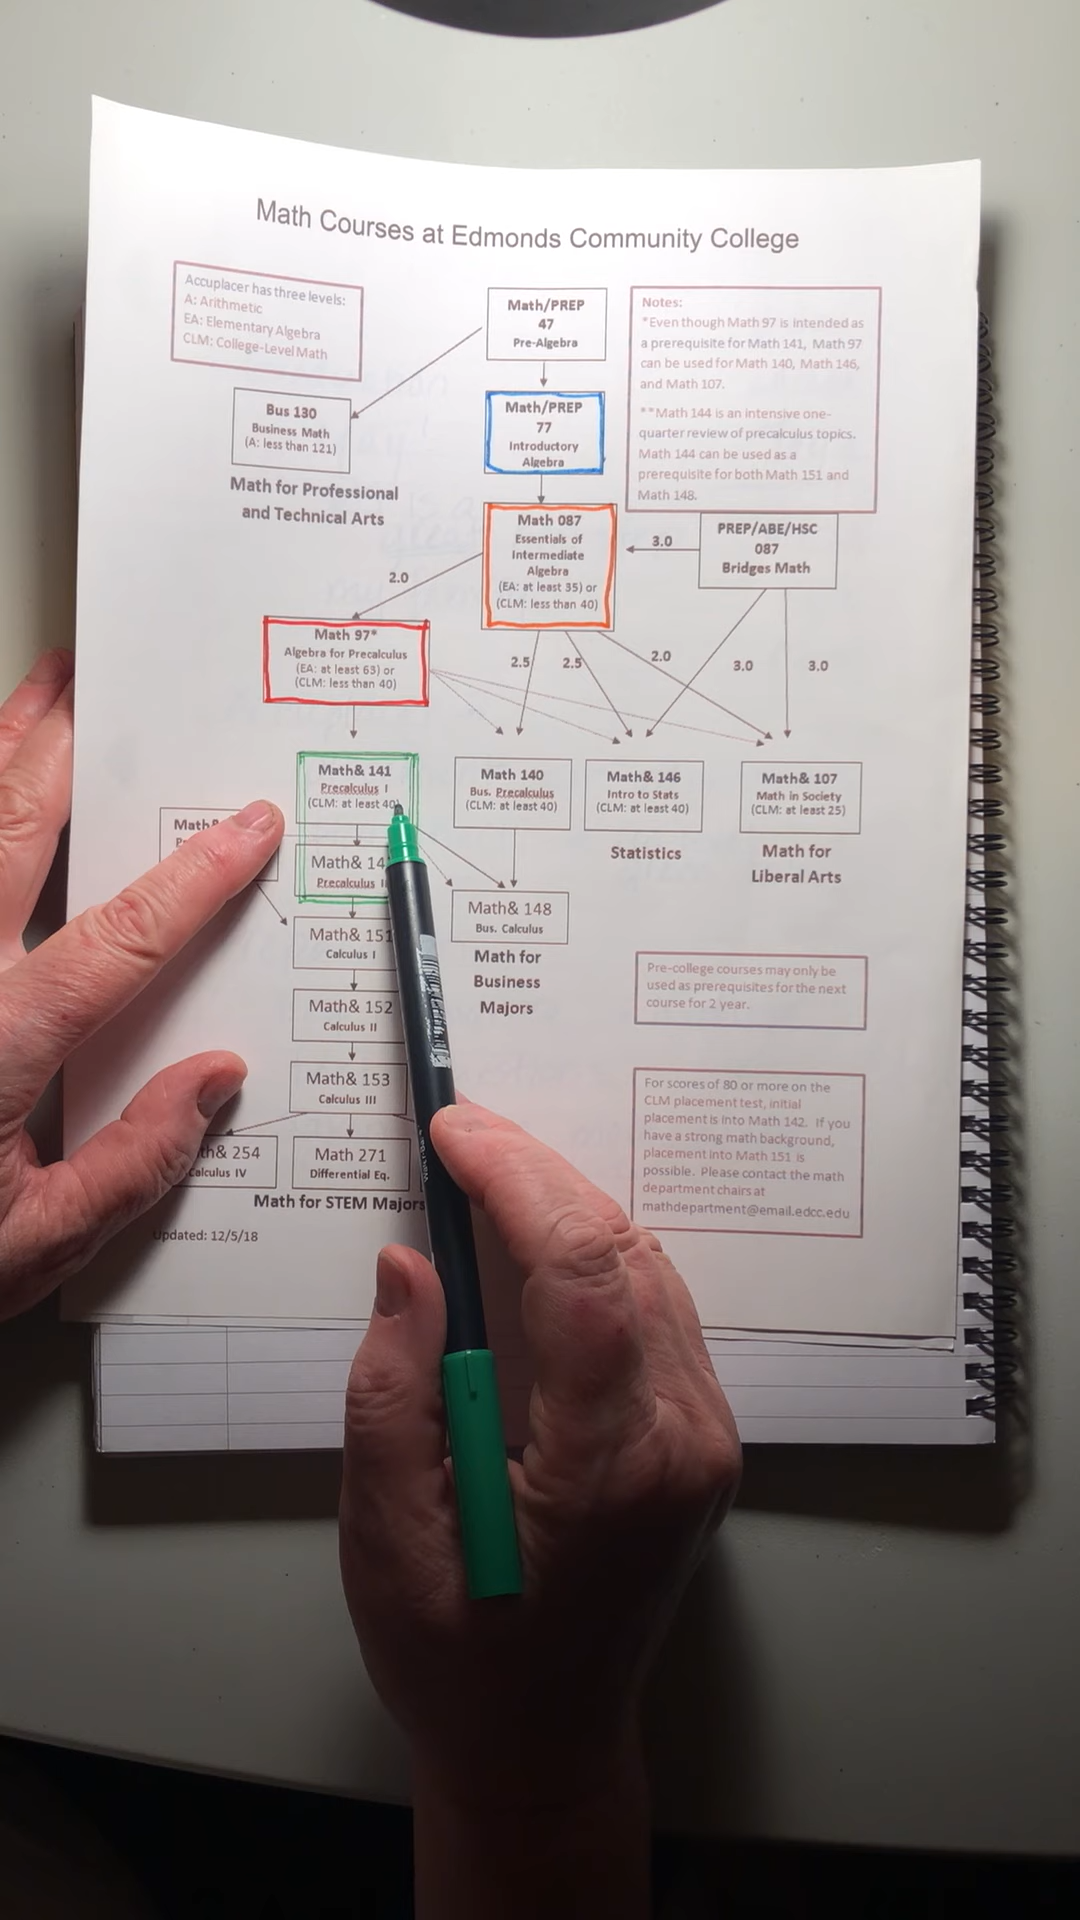 Math Courses at Edmonds Community College
Accuplacer has three levels:
A: Arithmetic
EA: Elementary Algebra
CLM: College-Level Math
Math/PREP
47
Pre-Algebra
Notes:
*Even though Math 97 is intended as
a prerequisite for Math 141, Math 97
can be used for Math 140, Math 146,
and Math 107.
**Math 144 is an intensive one-
quarter review of precalculus topics.
Math 144 can be used as a
prerequisite for both Math 151 and
Math 148.
Bus 130
Business Math
(A: less than 121)
Math for Professional
and Technical Arts
Math/PREP
77
Introductory
Algebra
Math 087
Essentials of
Intermediate
Algebra
(EA: at least 35) or
(CLM: less than 40)
3.0
PREP/ABE/HSC
087
Bridges Math
2.0
Math 97*
Algebra for Precalculus
(EA: at least 63) or
(CLM: less than 40)
2.5
2.5
2.0
3.0
3.0
Math& 141
Precalculus I
(CLM: at least 40)
Math 140
Bus. Precalculus
(CLM: at least 40)
Math& 146
Intro to Stats
(CLM: at least 40)
Statistics
Math& 107
Math in Society
(CLM: at least 25)
Math for
Liberal Arts
Math&
Math& 14
Precalculus
Math& 148
Bus. Calculus
Math for
Business
Majors
Math& 151
Calculus I
Math& 152
Calculus II
Math& 153
Calculus III
& 254
Calculus IV
Math 271
Differential Eq.
Math for STEM Majors
Pre-college courses may only be
used as prerequisites for the next
course for 2 year.
For scores of 80 or more on the
CLM placement test, initial
placement is into Math 142. If you
have a strong math background,
placement into Math 151 is
possible. Please contact the math
department chairs at
mathdepartment@email.edcc.edu
Updated: 12/5/18